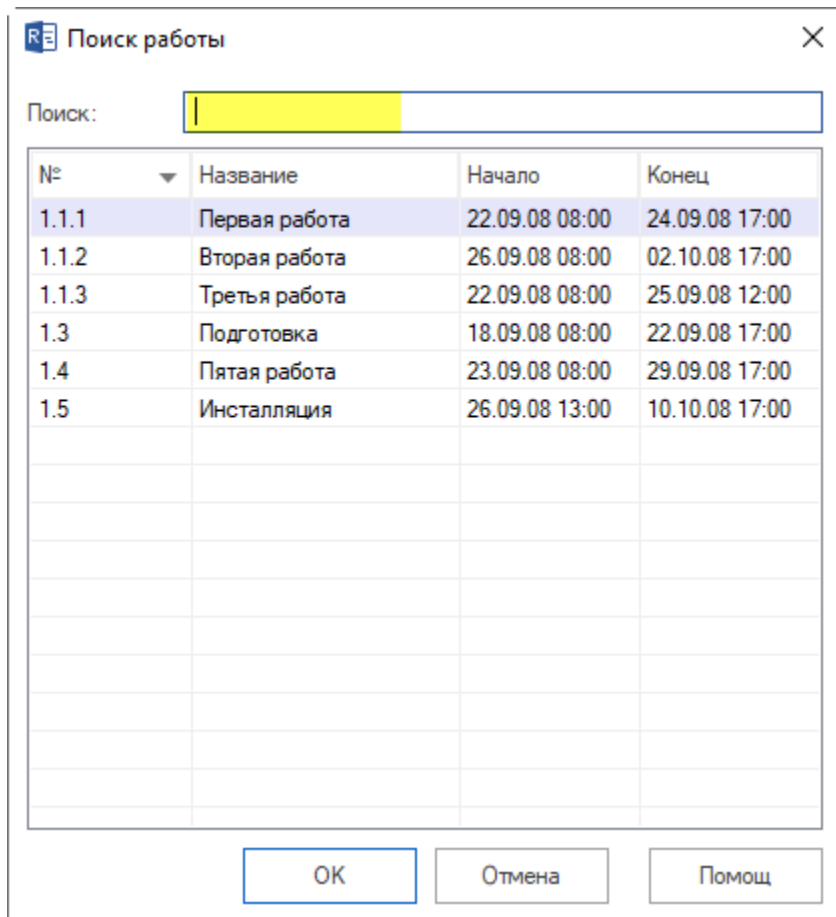 Поиск работы
Поиск:
№ Название Начало Конец
1.1.1 Первая работа 22.09.08 08:00 24.09.08 17:00
1.1.2 Вторая работа 26.09.08 08:00 02.10.08 17:00
1.1.3 Третья работа 22.09.08 08:00 25.09.08 12:00
1.3 Подготовка 18.09.08 08:00 22.09.08 17:00
1.4 Пятая работа 23.09.08 08:00 29.09.08 17:00
1.5 Инсталляция 26.09.08 13:00 10.10.08 17:00
OK Отмена Помощ